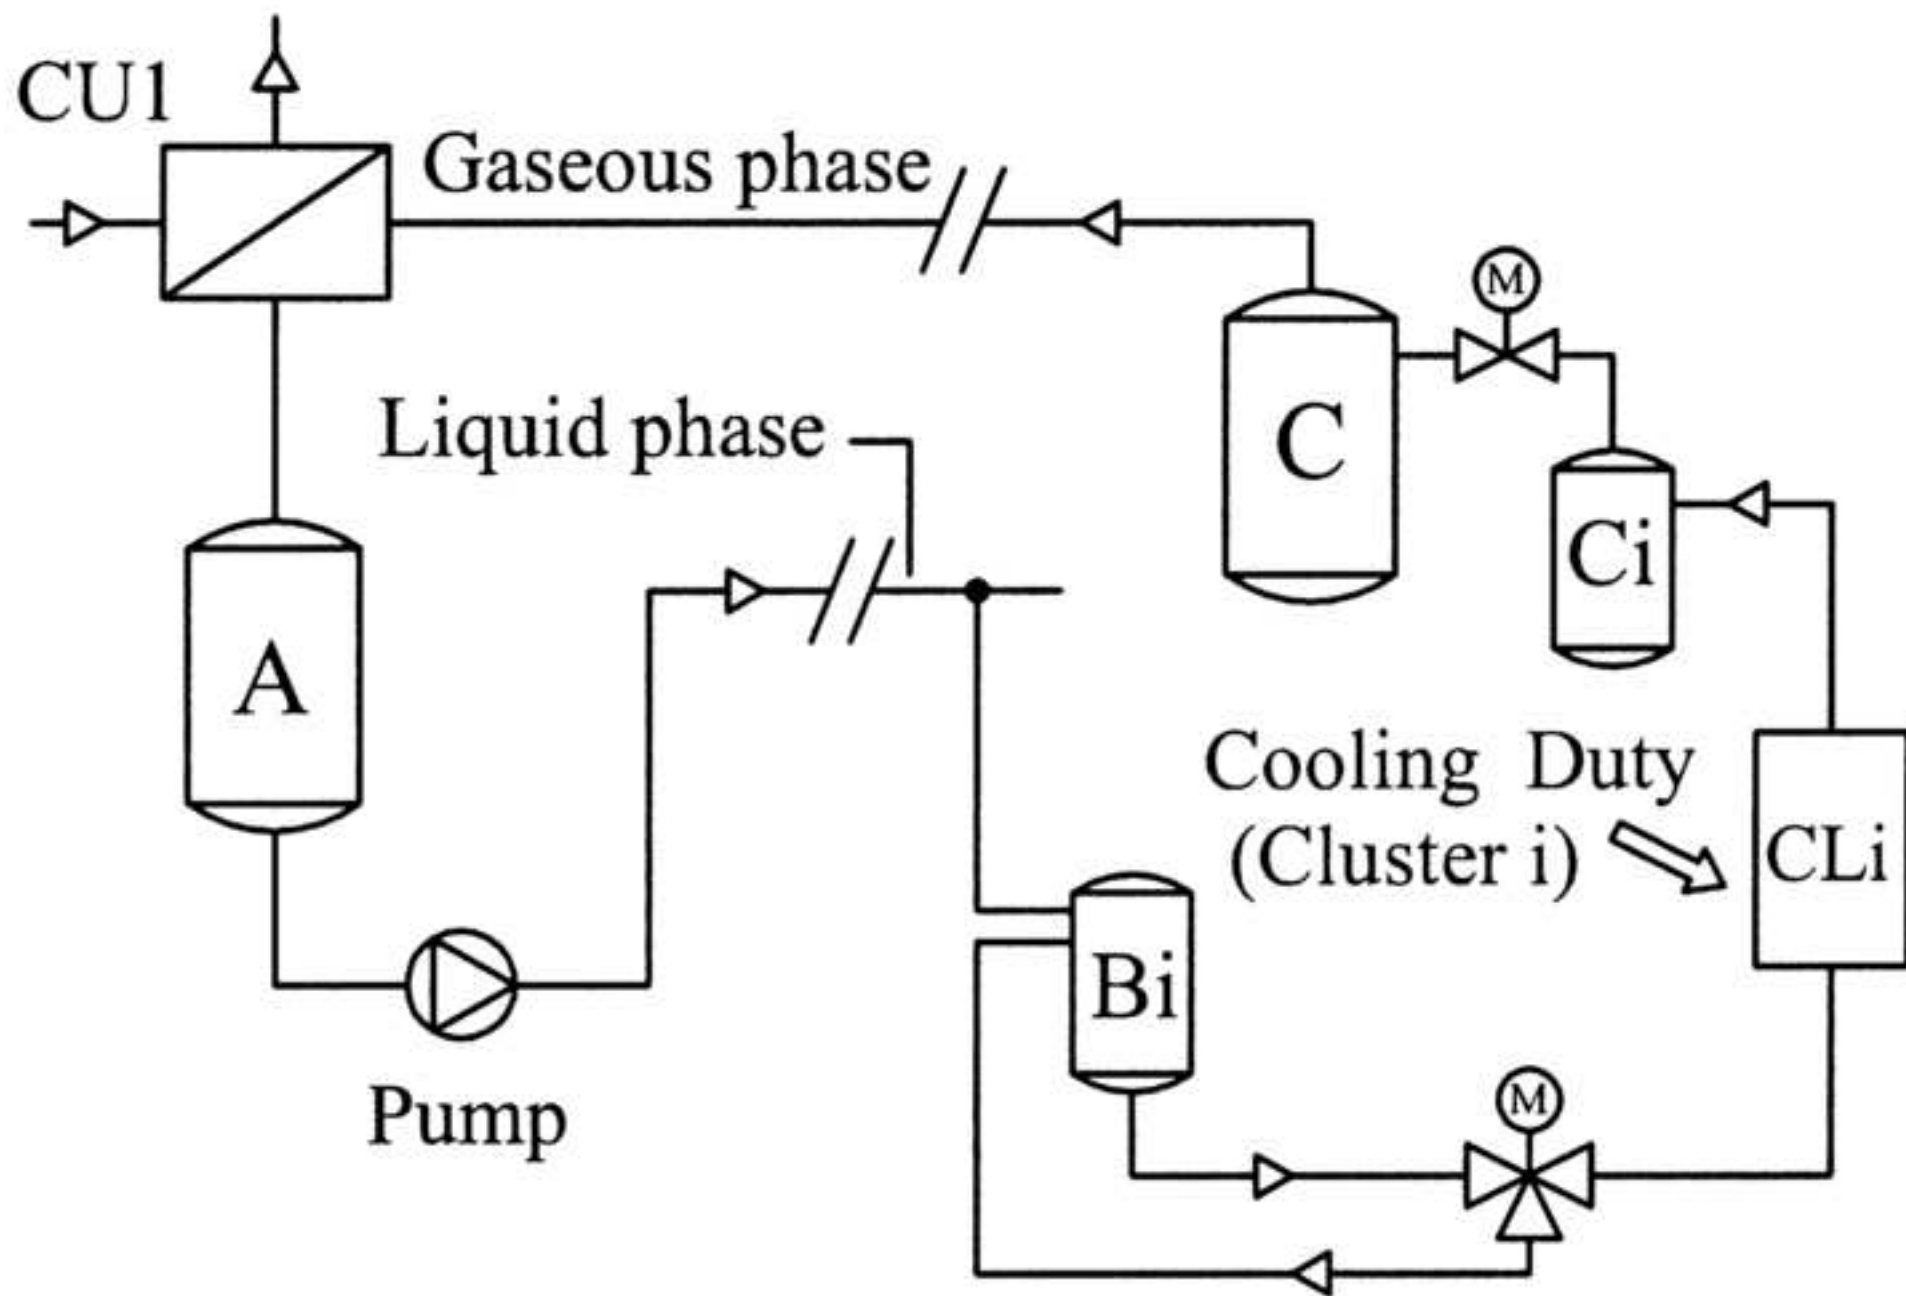 CU1
Gaseous phase
M
C
Liquid phase
Ci
A
Cooling Duty
(Cluster i)
CLi
Bi
Pump
M